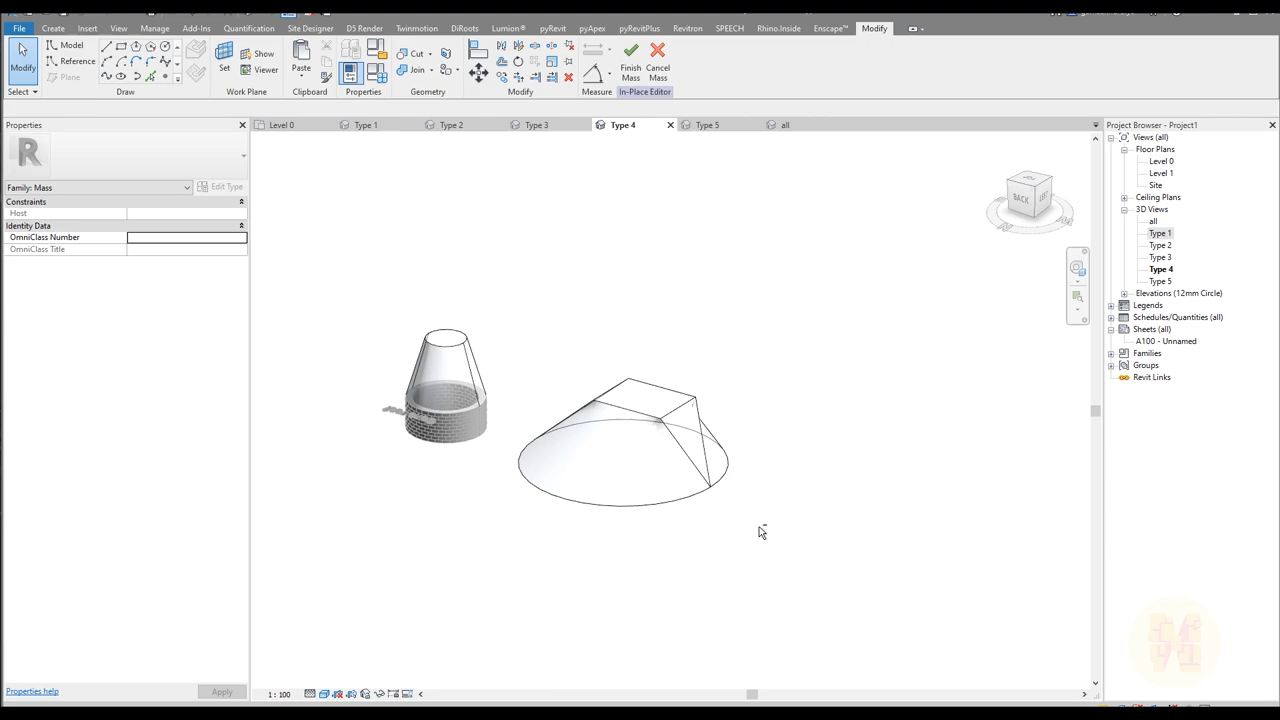 File Create Insert View Manage Add-Ins Quantification Site Designer D5 Render Twinmotion DiRoots Lumion® pyRevit pyApex pyRevitPlus Revitron SPEECH Rhino.Inside Enscape™ Modify
Modify
Model
Reference
Plane
Set
Show
Viewer
Paste
Cut
Join
Finish
Mass
Cancel
Mass
Select Draw Work Plane Clipboard Properties Geometry Modify Measure In-Place Editor
Properties
Level 0 Type 1 Type 2 Type 3 Type 4 Type 5 all
Project Browser - Project1
R
Family: Mass Edit Type
Constraints
Host
Identity Data
OmniClass Number
OmniClass Title
BACK
Views (all)
Floor Plans
Level 0
Level 1
Site
Ceiling Plans
3D Views
all
Type 1
Type 2
Type 3
Type 4
Type 5
Elevations (12mm Circle)
Legends
Schedules/Quantities (all)
Sheets (all)
A100 - Unnamed
Families
Groups
Revit Links
Properties help Apply
1 : 100